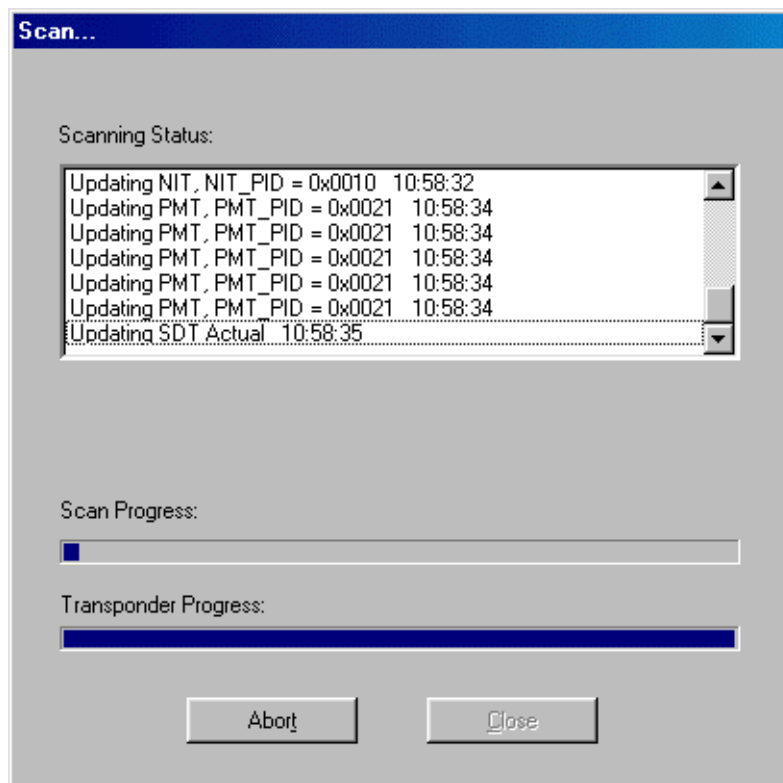 Scan...
Scanning Status:
Updating NIT, NIT_PID = 0x0010 10:58:32
Updating PMT, PMT_PID = 0x0021 10:58:34
Updating PMT, PMT_PID = 0x0021 10:58:34
Updating PMT, PMT_PID = 0x0021 10:58:34
Updating PMT, PMT_PID = 0x0021 10:58:34
Updating PMT, PMT_PID = 0x0021 10:58:34
Updating SDT Actual 10:58:35
Scan Progress:
Transponder Progress:
Abort Close